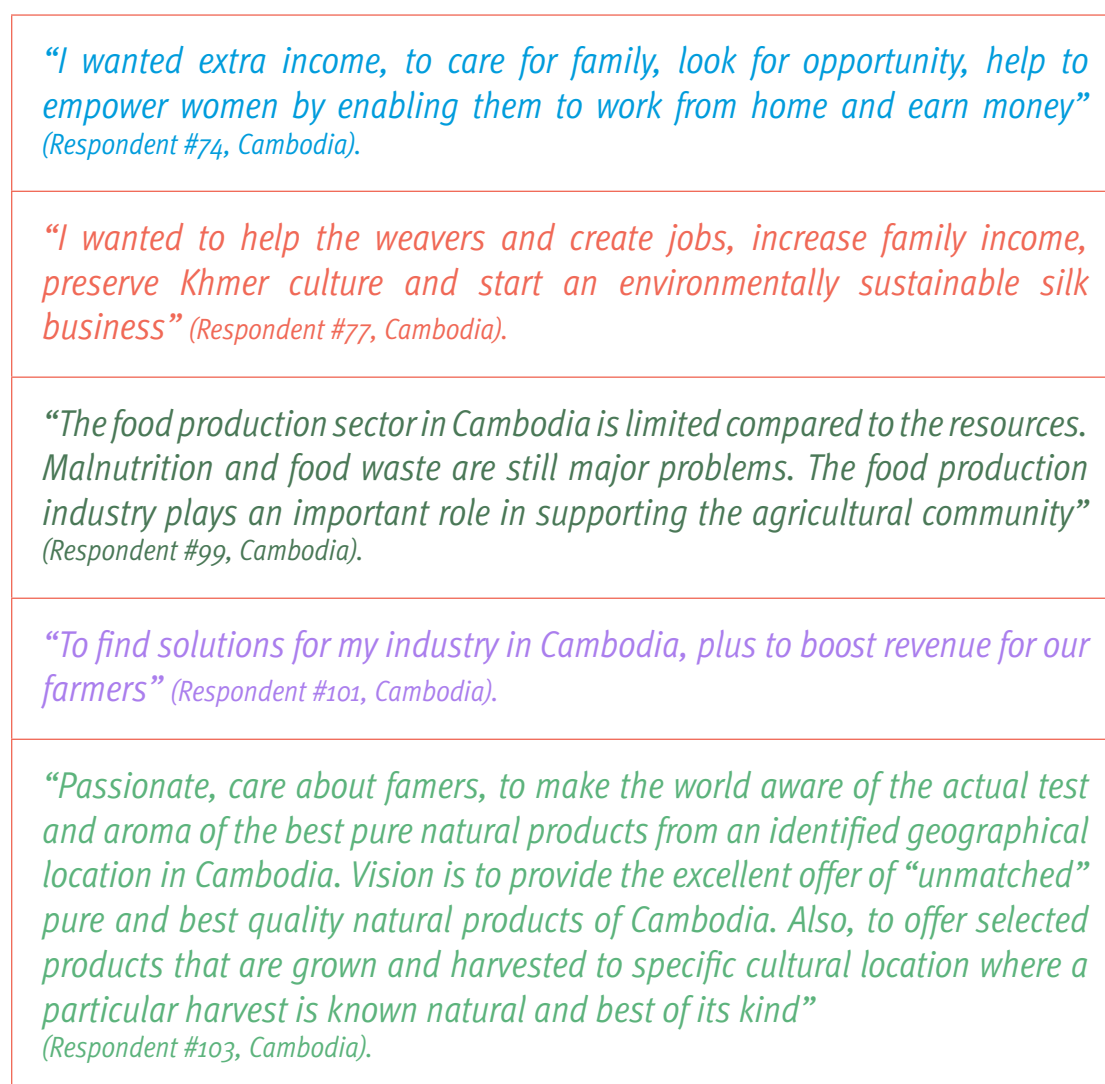 “I wanted extra income, to care for family, look for opportunity, help to
empower women by enabling them to work from home and earn money”
(Respondent #74, Cambodia).
“I wanted to help the weavers and create jobs, increase family income,
preserve Khmer culture and start an environmentally sustainable silk
business” (Respondent #77, Cambodia).
“The food production sector in Cambodia is limited compared to the resources.
Malnutrition and food waste are still major problems. The food production
industry plays an important role in supporting the agricultural community”
(Respondent #99, Cambodia).
“To find solutions for my industry in Cambodia, plus to boost revenue for our
farmers” (Respondent #101, Cambodia).
“Passionate, care about famers, to make the world aware of the actual test
and aroma of the best pure natural products from an identified geographical
location in Cambodia. Vision is to provide the excellent offer of “unmatched”
pure and best quality natural products of Cambodia. Also, to offer selected
products that are grown and harvested to specific cultural location where a
particular harvest is known natural and best of its kind”
(Respondent #103, Cambodia).